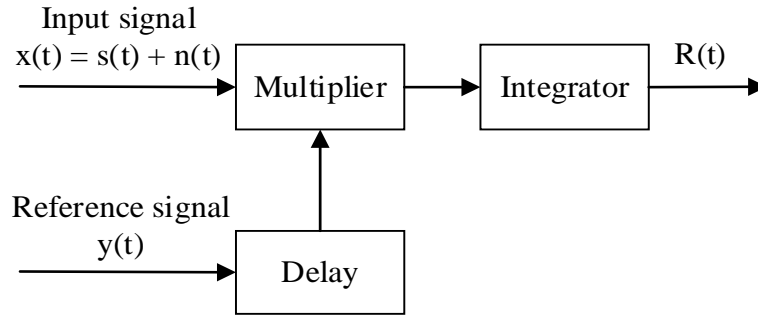 Input signal
x(t) = s(t) + n(t)
Multiplier
Integrator
R(t)
Reference signal
y(t)
Delay